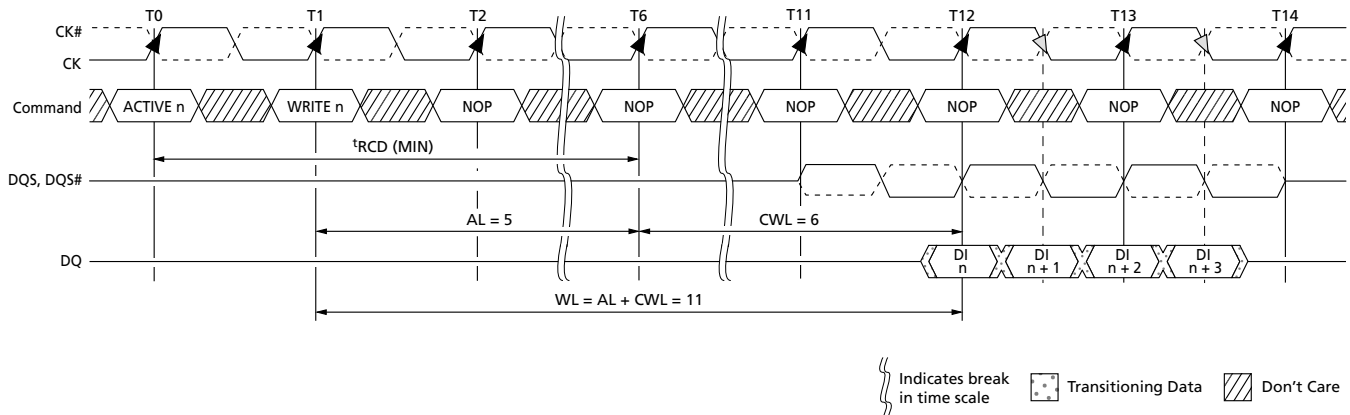 T0 T1 T2 T6 T11 T12 T13 T14
CK#
CK
Command ACTIVE n WRITE n NOP NOP NOP NOP NOP NOP
tRCD (MIN)
DQS, DQS#
AL = 5 CWL = 6
DQ DI n DI n + 1 DI n + 2 DI n + 3
WL = AL + CWL = 11
Indicates break
in time scale
Transitioning Data
Don't Care